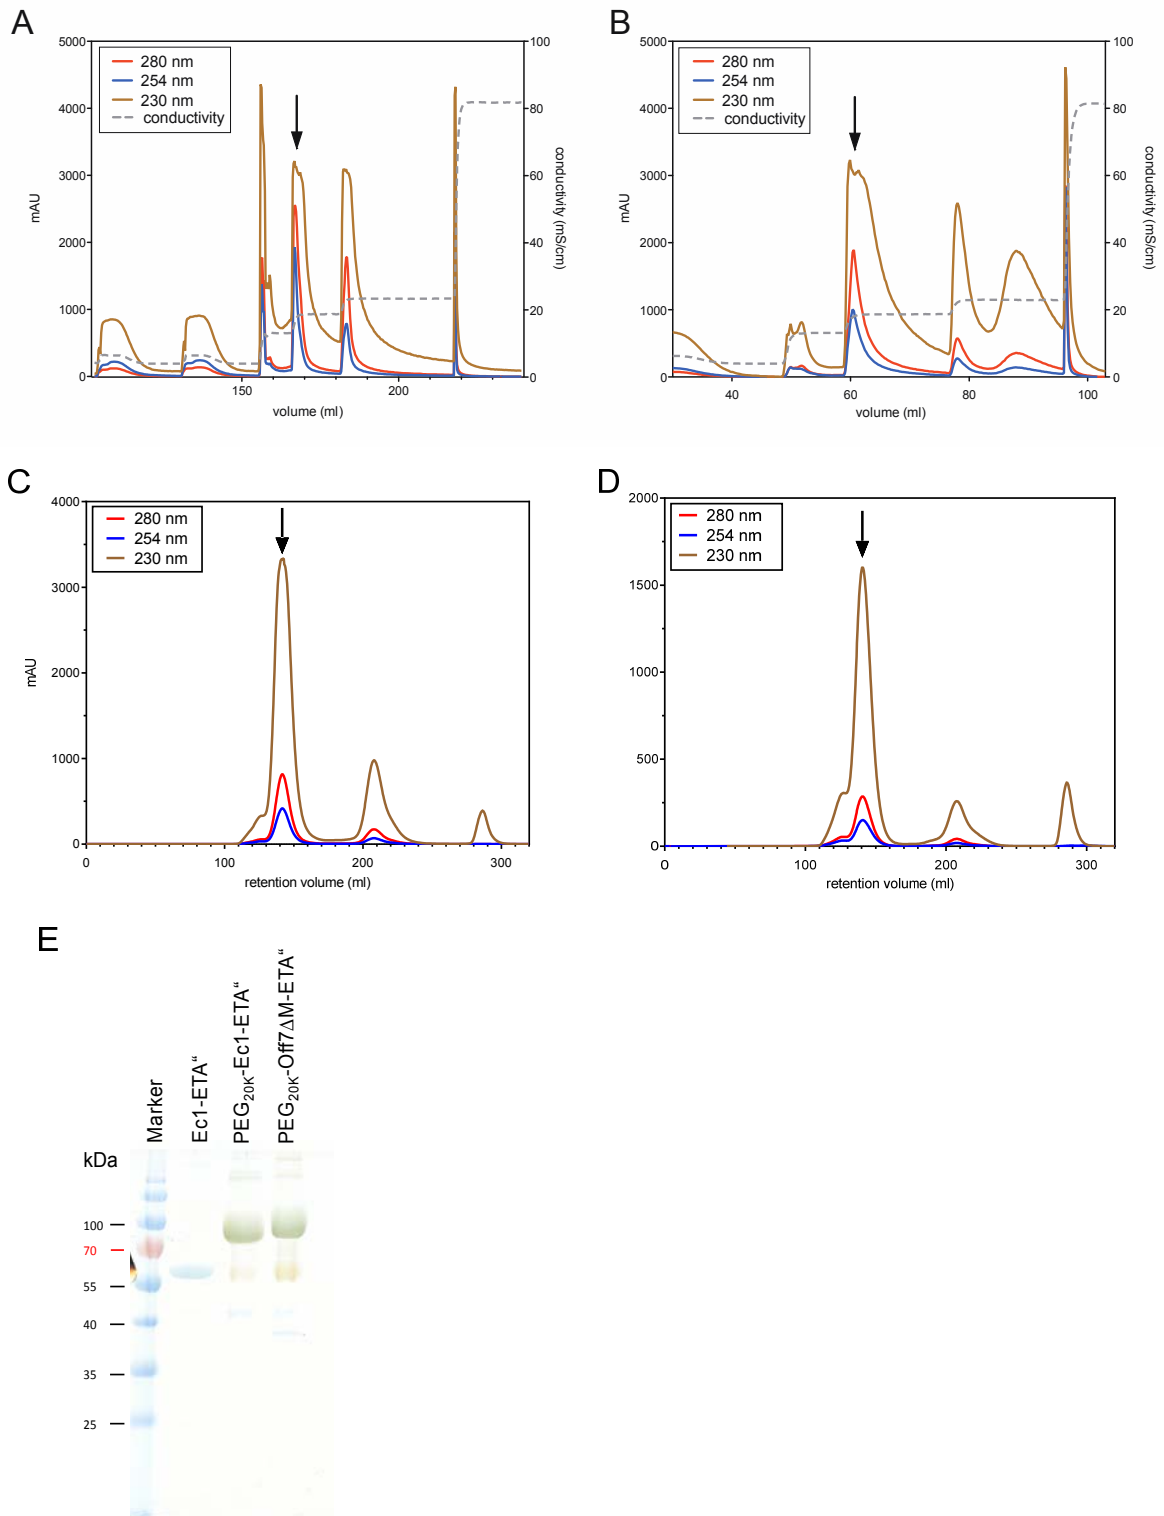 A
5000
4000
3000
2000
1000
0
mAU
280 nm
254 nm
230 nm
conductivity
100
80
60
40
20
0
conductivity (mS/cm)
150
200
volume (ml)
B
5000
4000
3000
2000
1000
0
mAU
280 nm
254 nm
230 nm
conductivity
100
80
60
40
20
0
conductivity (mS/cm)
40
60
80
100
volume (ml)
C
4000
3000
2000
1000
0
mAU
280 nm
254 nm
230 nm
0
100
200
300
retention volume (ml)
D
2000
1500
1000
500
0
280 nm
254 nm
230 nm
0
100
200
300
retention volume (ml)
E
kDa
Marker
Ec1-ETA“
PEG20K-Ec1-ETA“
PEG20K-Off7ΔM-ETA“
100
70
55
40
35
25